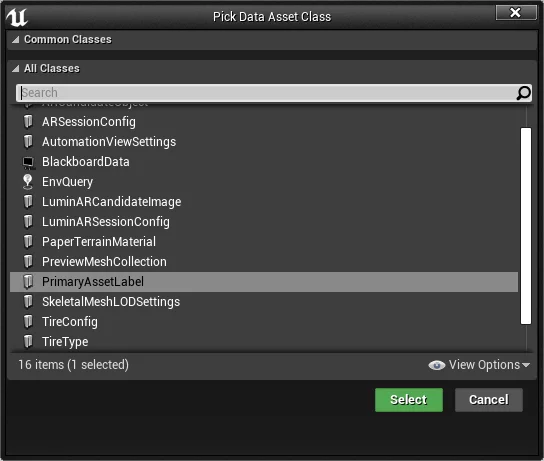 Pick Data Asset Class
Common Classes
All Classes
Search
ARCandidateObject
ARSessionConfig
AutomationViewSettings
BlackboardData
EnvQuery
LuminARCandidateImage
LuminARSessionConfig
PaperTerrainMaterial
PreviewMeshCollection
PrimaryAssetLabel
SkeletalMeshLODSettings
TireConfig
TireType
16 items (1 selected)
View Options
Select
Cancel